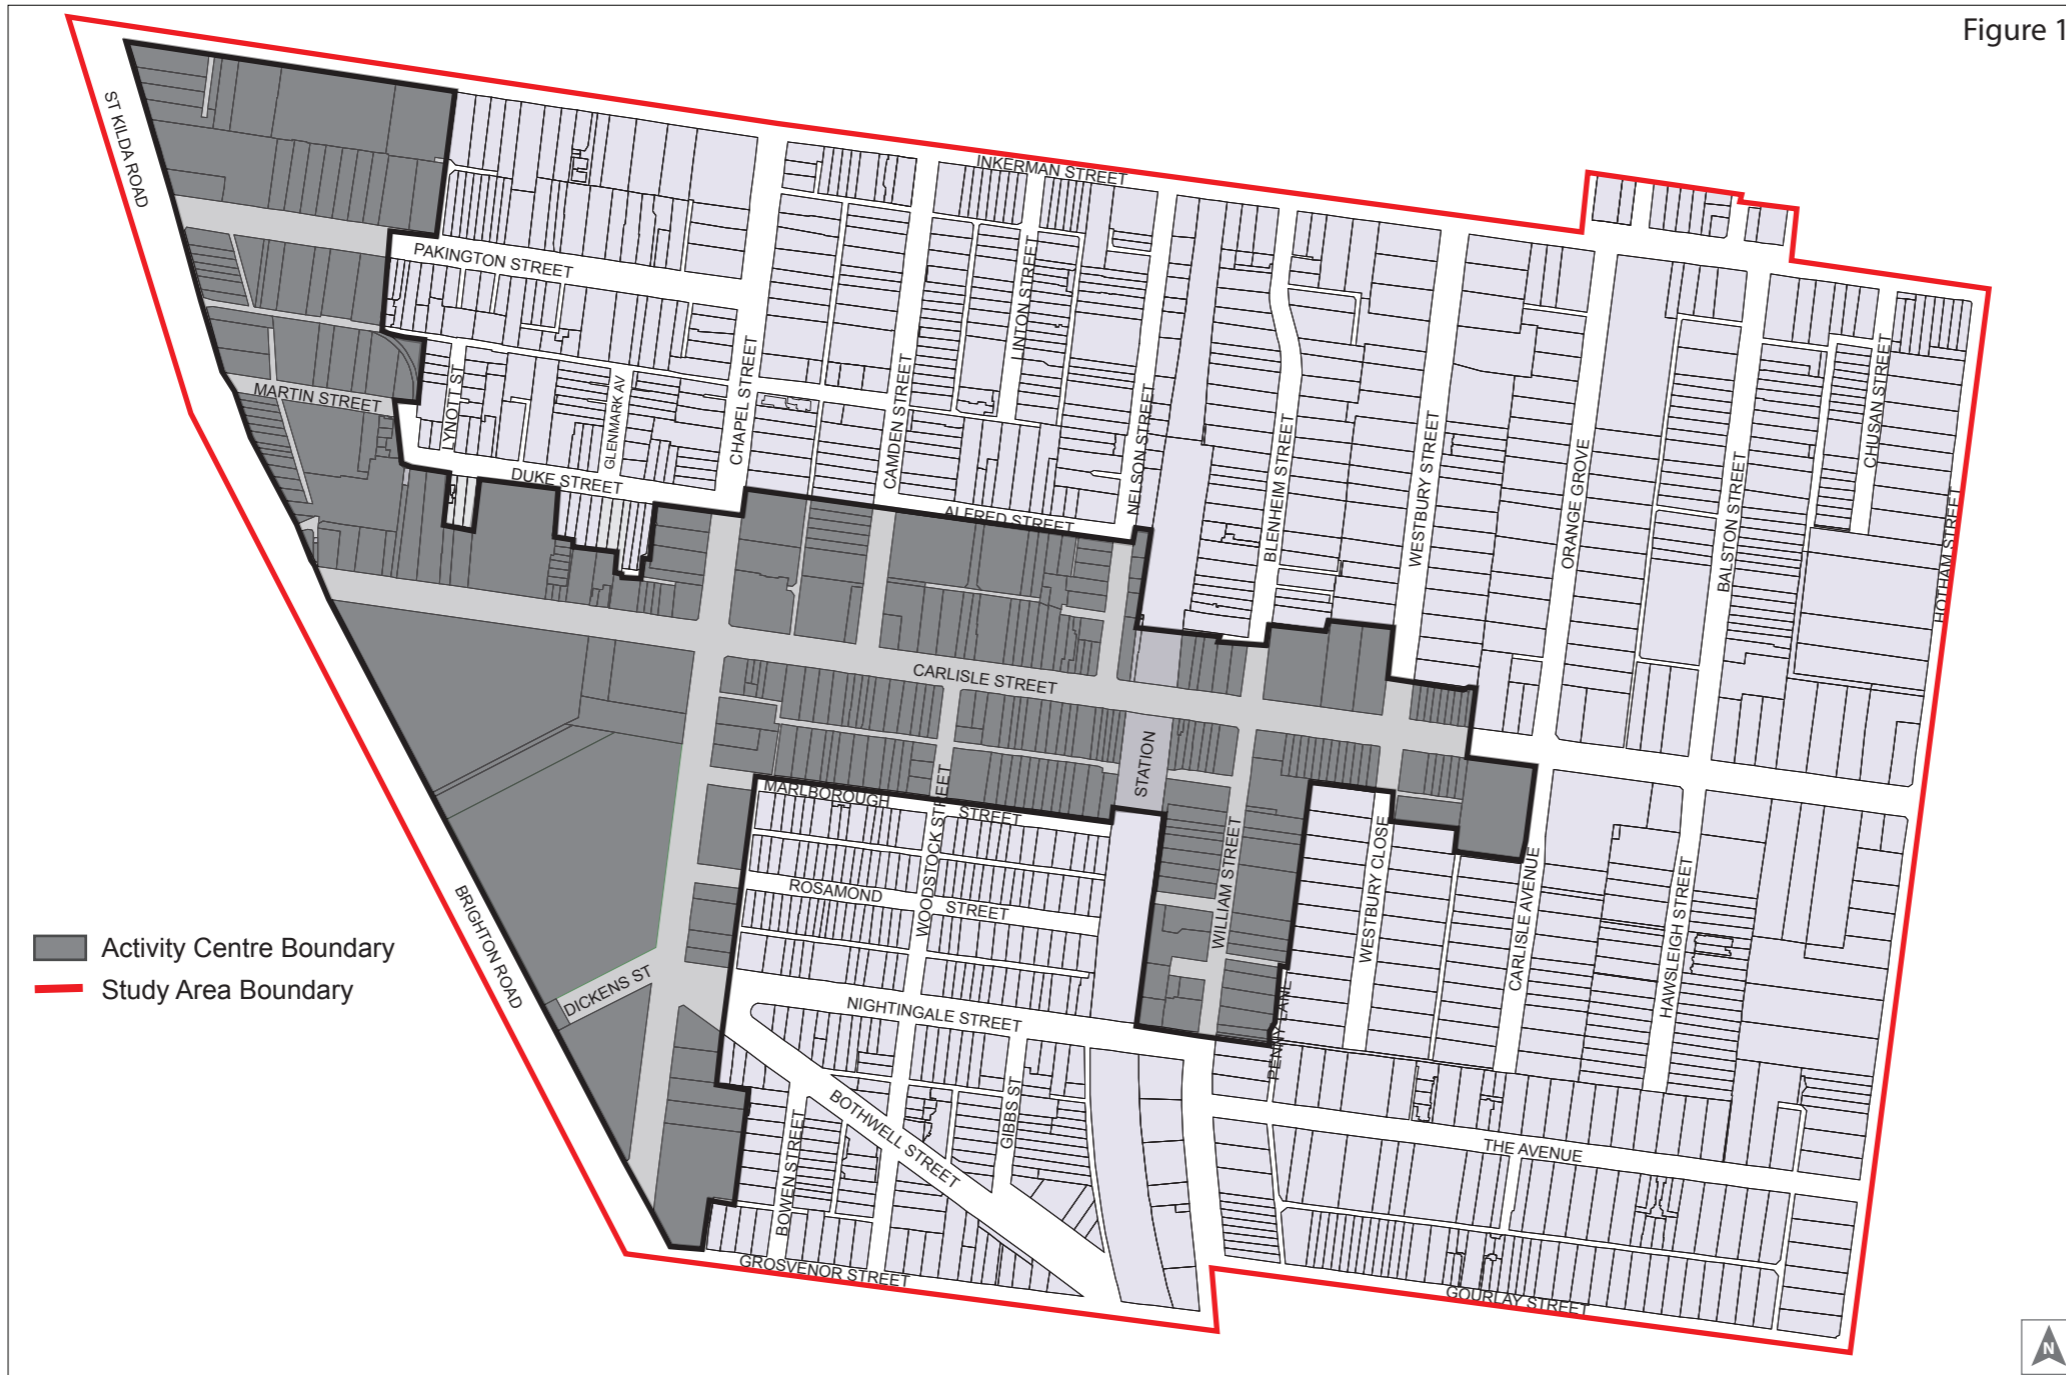 Figure 1
ST KILDA ROAD
INKERMAN STREET
PAKINGTON STREET
LINTON STREET
CHAPEL STREET
CAMDEN STREET
NELSON STREET
BLENHEIM STREET
WESTBURY STREET
ORANGE GROVE
BALSTON STREET
CHUSAN STREET
HOTHAM STREET
MARTIN STREET
LYNOTT ST
GLENMARK AV
DUKE STREET
ALFRED STREET
CARLISLE STREET
STATION
MARLBOROUGH STREET
WOODSTOCK STREET
ROSAMOND STREET
WILLIAM STREET
WESTBURY CLOSE
CARLISLE AVENUE
HAWSLEIGH STREET
BRIGHTON ROAD
Activity Centre Boundary
Study Area Boundary
DICKENS ST
NIGHTINGALE STREET
PENNY LANE
BOWEN STREET
BOTHWELL STREET
GIBBS ST
THE AVENUE
GROSVENOR STREET
GOURLAY STREET
N